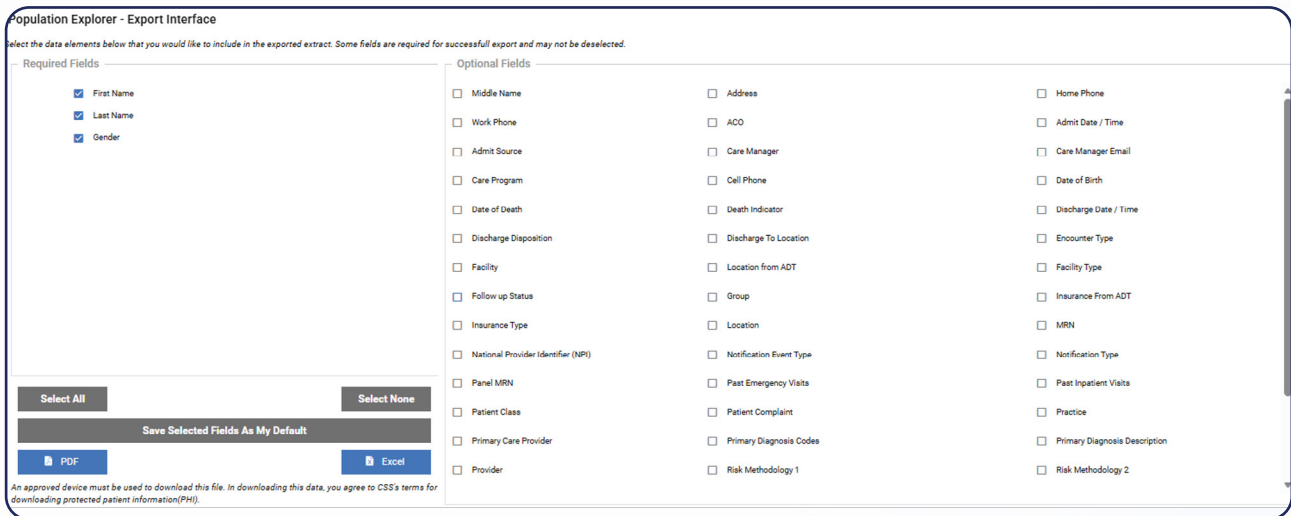 Population Explorer - Export Interface
Select the data elements below that you would like to include in the exported extract. Some fields are required for successfull export and may not be deselected.
Required Fields
First Name
Last Name
Gender
Optional Fields
Middle Name Address Home Phone
Work Phone ACO Admit Date / Time
Admit Source Care Manager Care Manager Email
Care Program Cell Phone Date of Birth
Date of Death Death Indicator Discharge Date / Time
Discharge Disposition Discharge To Location Encounter Type
Facility Location from ADT Facility Type
Follow up Status Group Insurance From ADT
Insurance Type Location MRN
National Provider Identifier (NPI) Notification Event Type Notification Type
Panel MRN Past Emergency Visits Past Inpatient Visits
Patient Class Patient Complaint Practice
Primary Care Provider Primary Diagnosis Codes Primary Diagnosis Description
Provider Risk Methodology 1 Risk Methodology 2
Select All Select None
Save Selected Fields As My Default
PDF Excel
An approved device must be used to download this file. In downloading this data, you agree to CSS's terms for
downloading protected patient information(PHI).